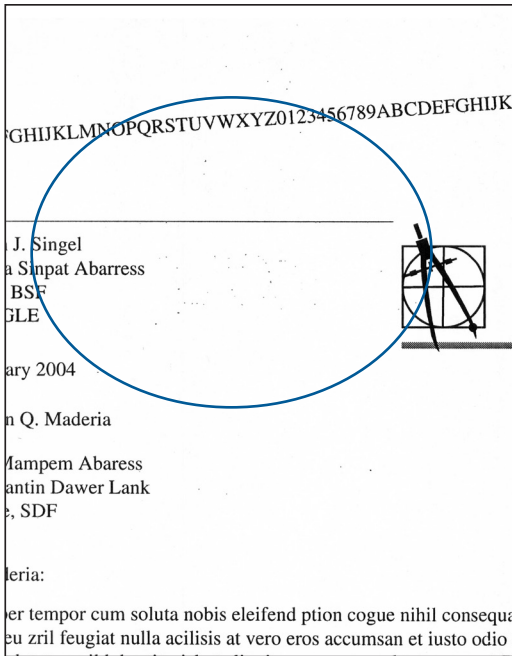 FGHIJKLMNOPQRSTUVWXYZ0123456789ABCDEFGHIJK
J. Singel
a Sinpat Abarress
BSF
GLE
ary 2004
n Q. Maderia
Mampem Abaress
antin Dawer Lank
e, SDF
leria:
per tempor cum soluta nobis eleifend ption cogue nihil consequa
eu zril feugiat nulla acilisis at vero eros accumsan et iusto odio